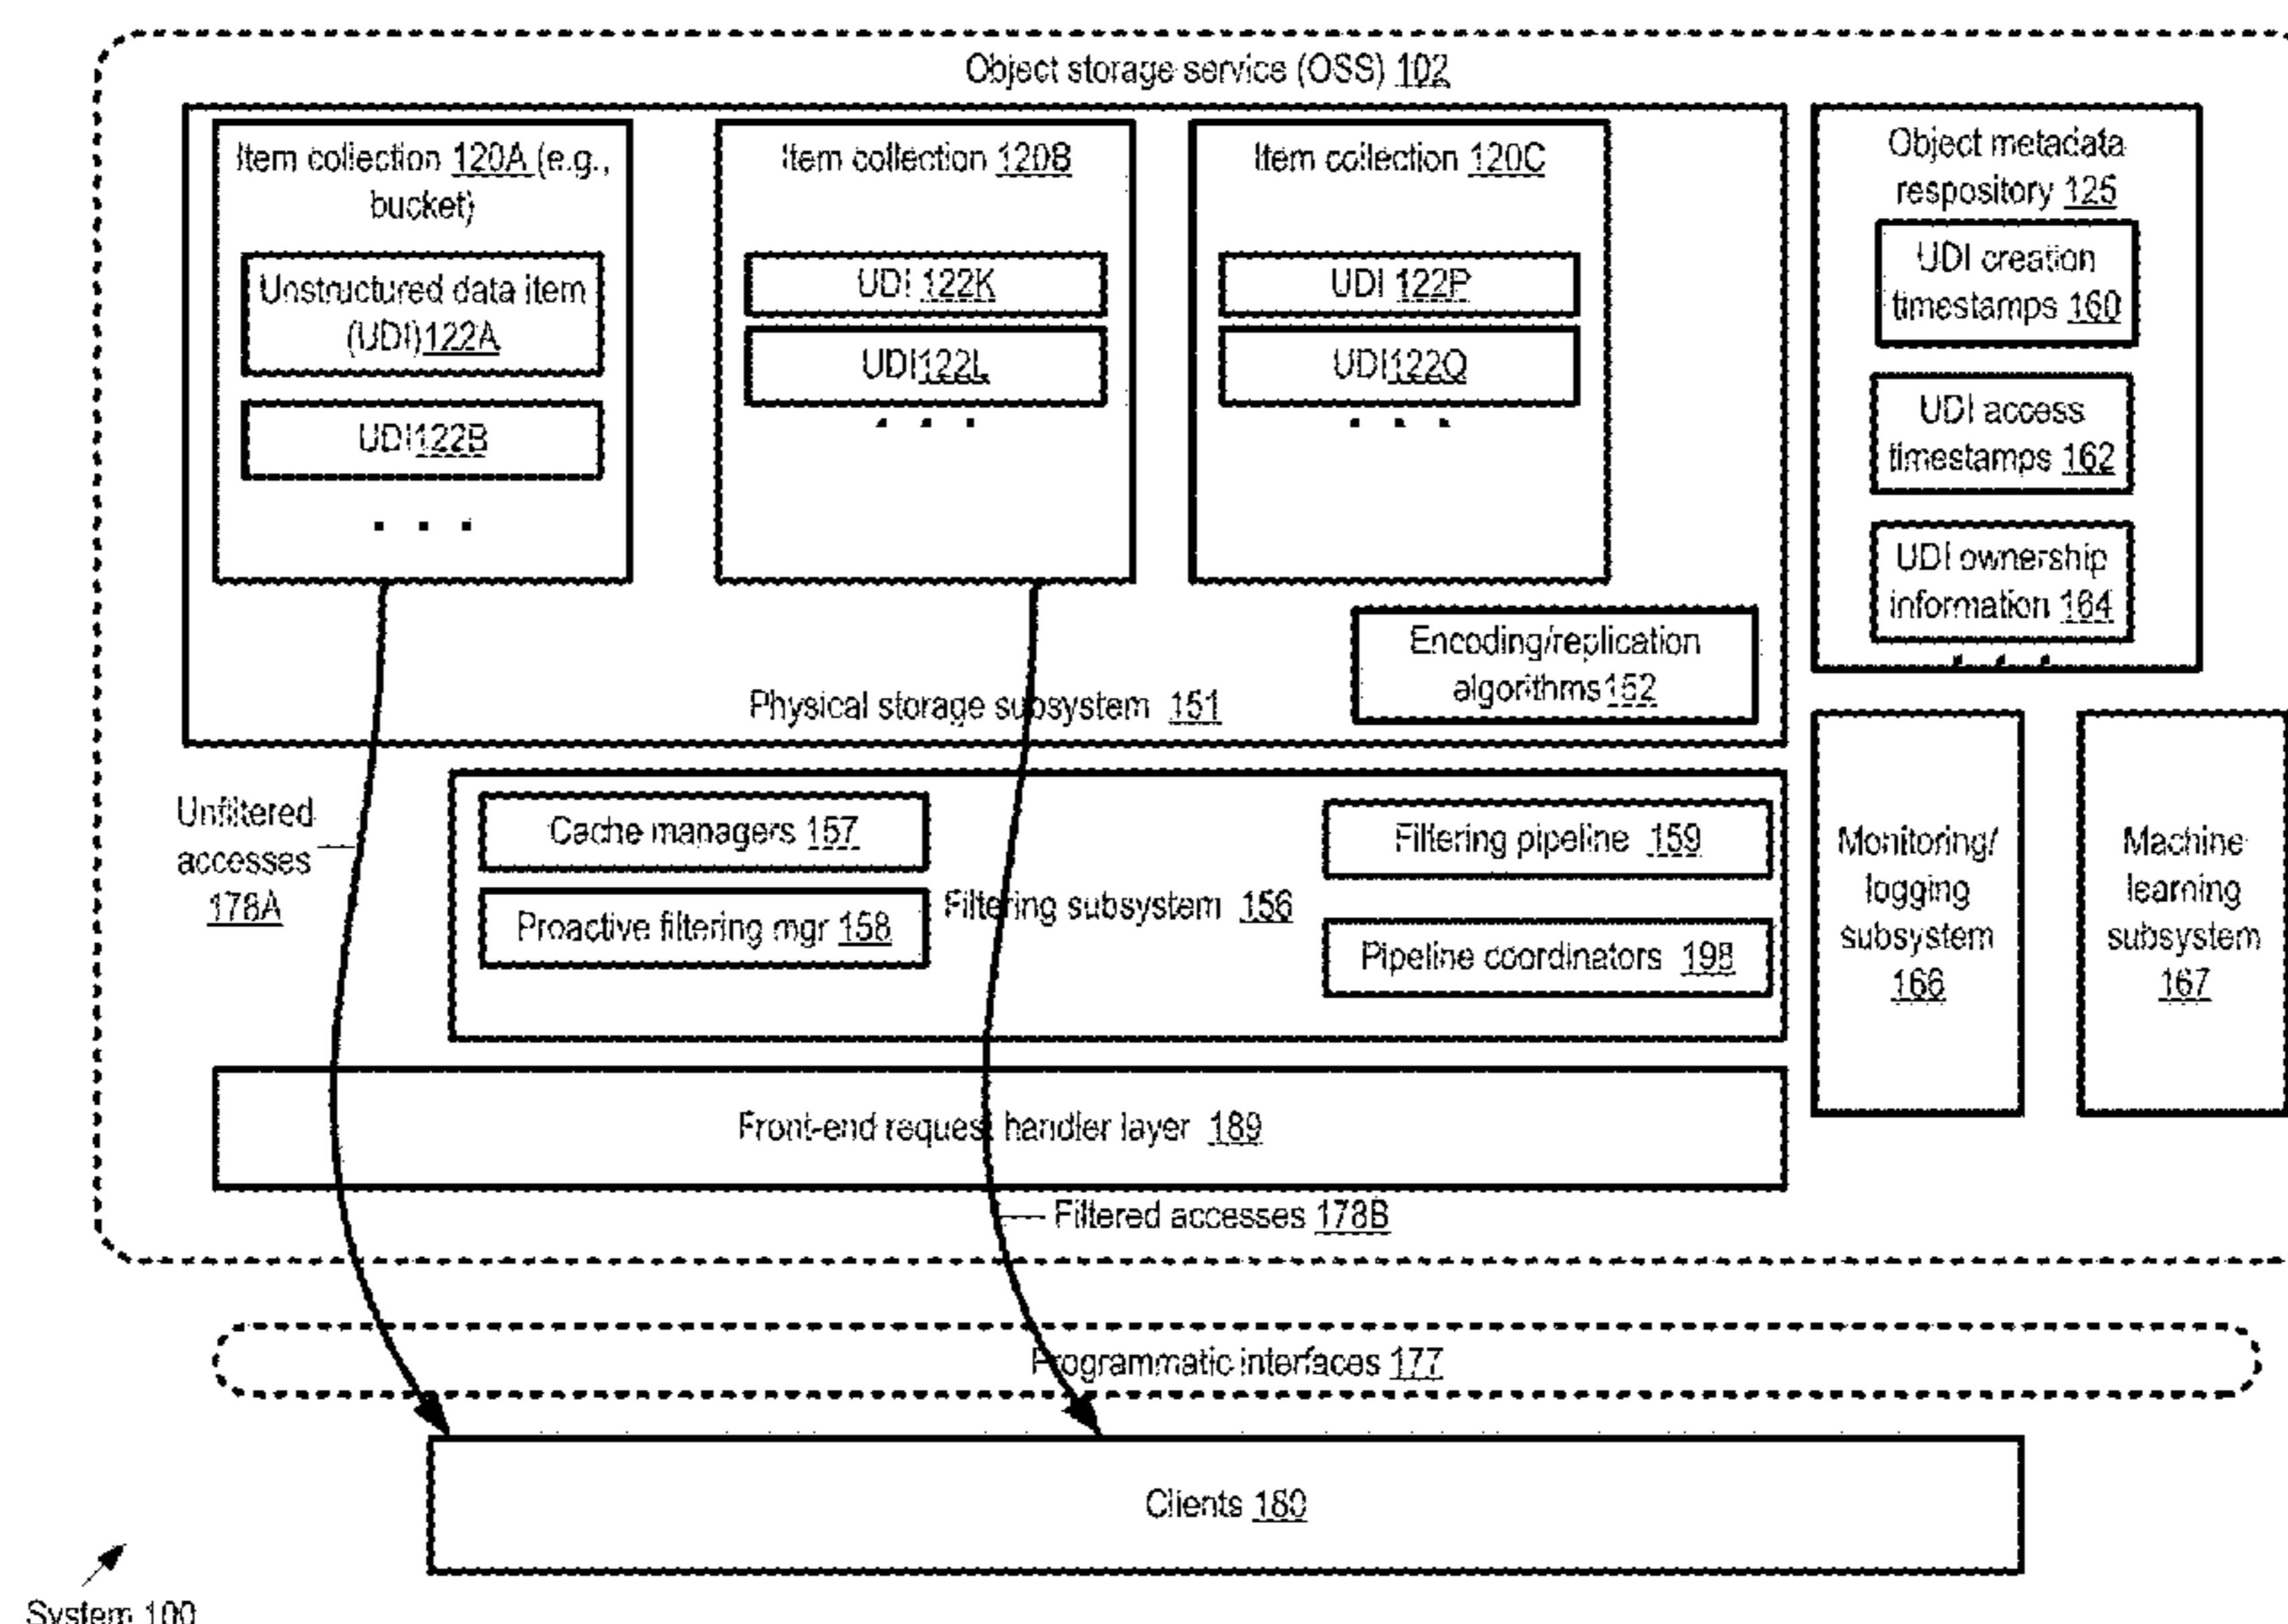 Object storage service (OSS) 102
Item collection 120A (e.g.,
bucket)
Unstructured data item
(UDI)122A
UDI122B
. . .
Item collection 120B
UDI 122K
UDI122L
. . .
Item collection 120C
UDI 122P
UDI122Q
. . .
Encoding/replication
algorithms152
Physical storage subsystem 151
Object metadata
respository 125
UDI creation
timestamps 160
UDI access
timestamps 162
UDI ownership
information 164
. . .
Unfiltered
accesses
178A
Cache managers 157
Proactive filtering mgr 158
Filtering subsystem 156
Filtering pipeline 159
Pipeline coordinators 198
Monitoring/
logging
subsystem
166
Machine
learning
subsystem
167
Front-end request handler layer 189
Filtered accesses 178B
Programmatic interfaces 177
Clients 180
System 100